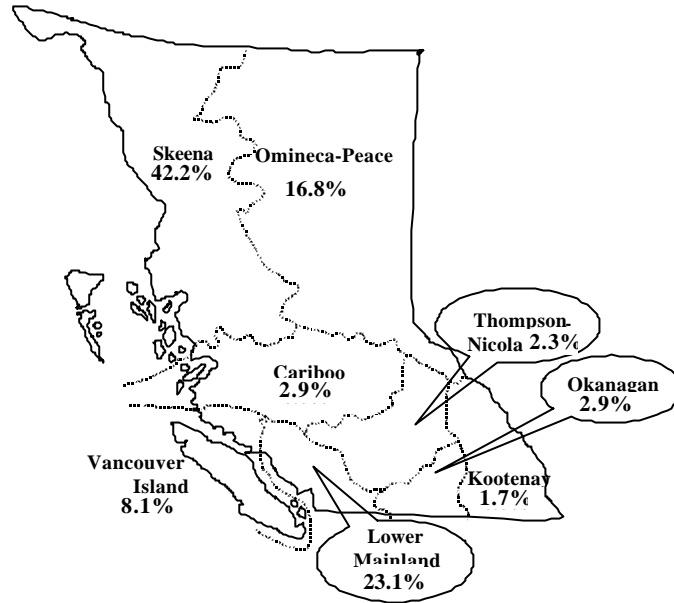 Skeena
42.2%
Omineca-Peace
16.8%
Thompson-
Nicola 2.3%
Cariboo
2.9%
Okanagan
2.9%
Vancouver
Island
8.1%
Kootenay
1.7%
Lower
Mainland
23.1%